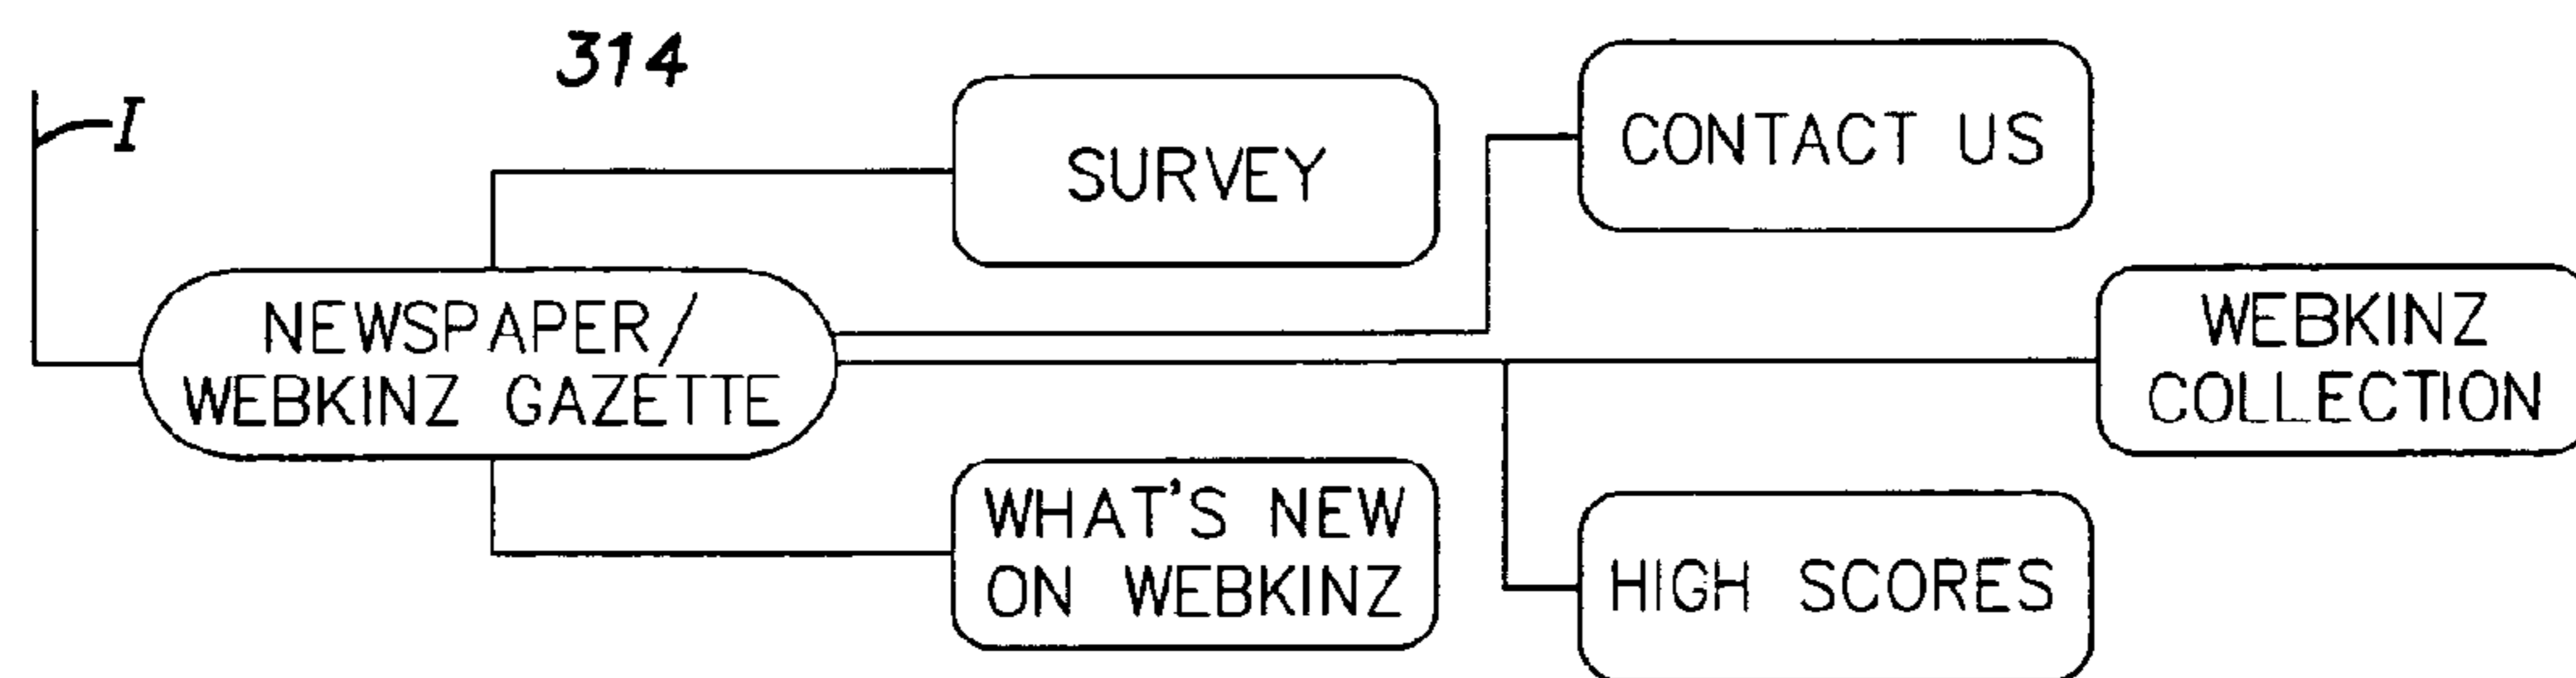 314
I
SURVEY
CONTACT US
NEWSPAPER/
WEBKINZ GAZETTE
WEBKINZ
COLLECTION
WHAT'S NEW
ON WEBKINZ
HIGH SCORES